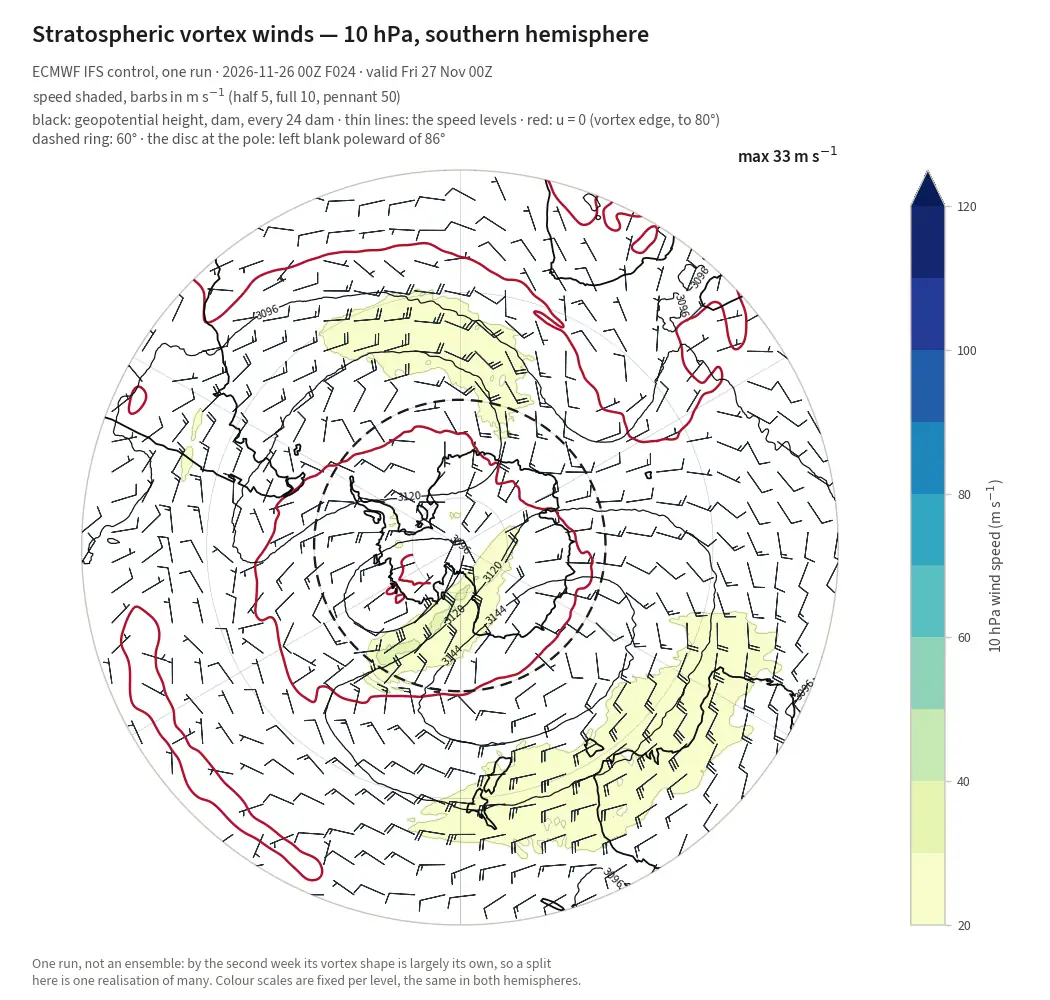 Stratospheric vortex winds — 10 hPa, southern hemisphere
ECMWF IFS control, one run · 2026-11-26 00Z F024 · valid Fri 27 Nov 00Z
speed shaded, barbs in m s⁻¹ (half 5, full 10, pennant 50)
black: geopotential height, dam, every 24 dam · thin lines: the speed levels · red: u = 0 (vortex edge, to 80°)
dashed ring: 60° · the disc at the pole: left blank poleward of 86°
max 33 m s⁻¹
120
100
80
60
40
20
10 hPa wind speed (m s⁻¹)
3096
3096
3096
3120
3096
3120
3120
3144
3144
3096
3096
One run, not an ensemble: by the second week its vortex shape is largely its own, so a split
here is one realisation of many. Colour scales are fixed per level, the same in both hemispheres.